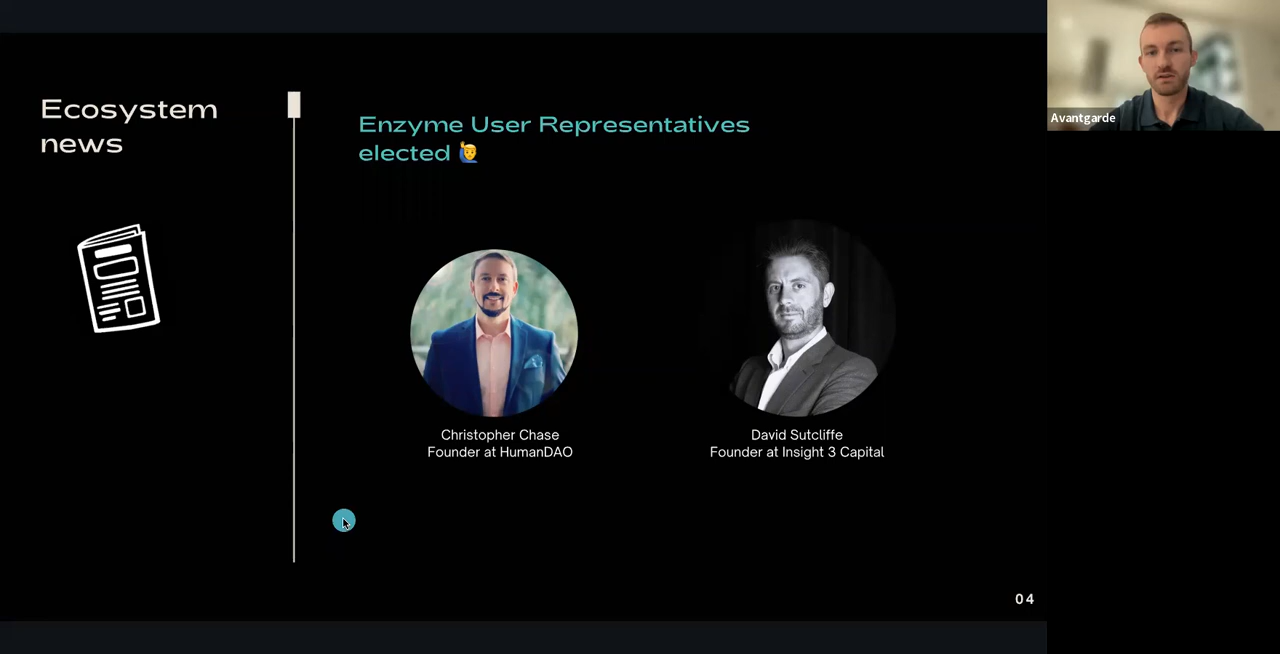 Ecosystem
news
Enzyme User Representatives
elected 🙋‍♂️
Christopher Chase
Founder at HumanDAO
David Sutcliffe
Founder at Insight 3 Capital
04
Avantgarde